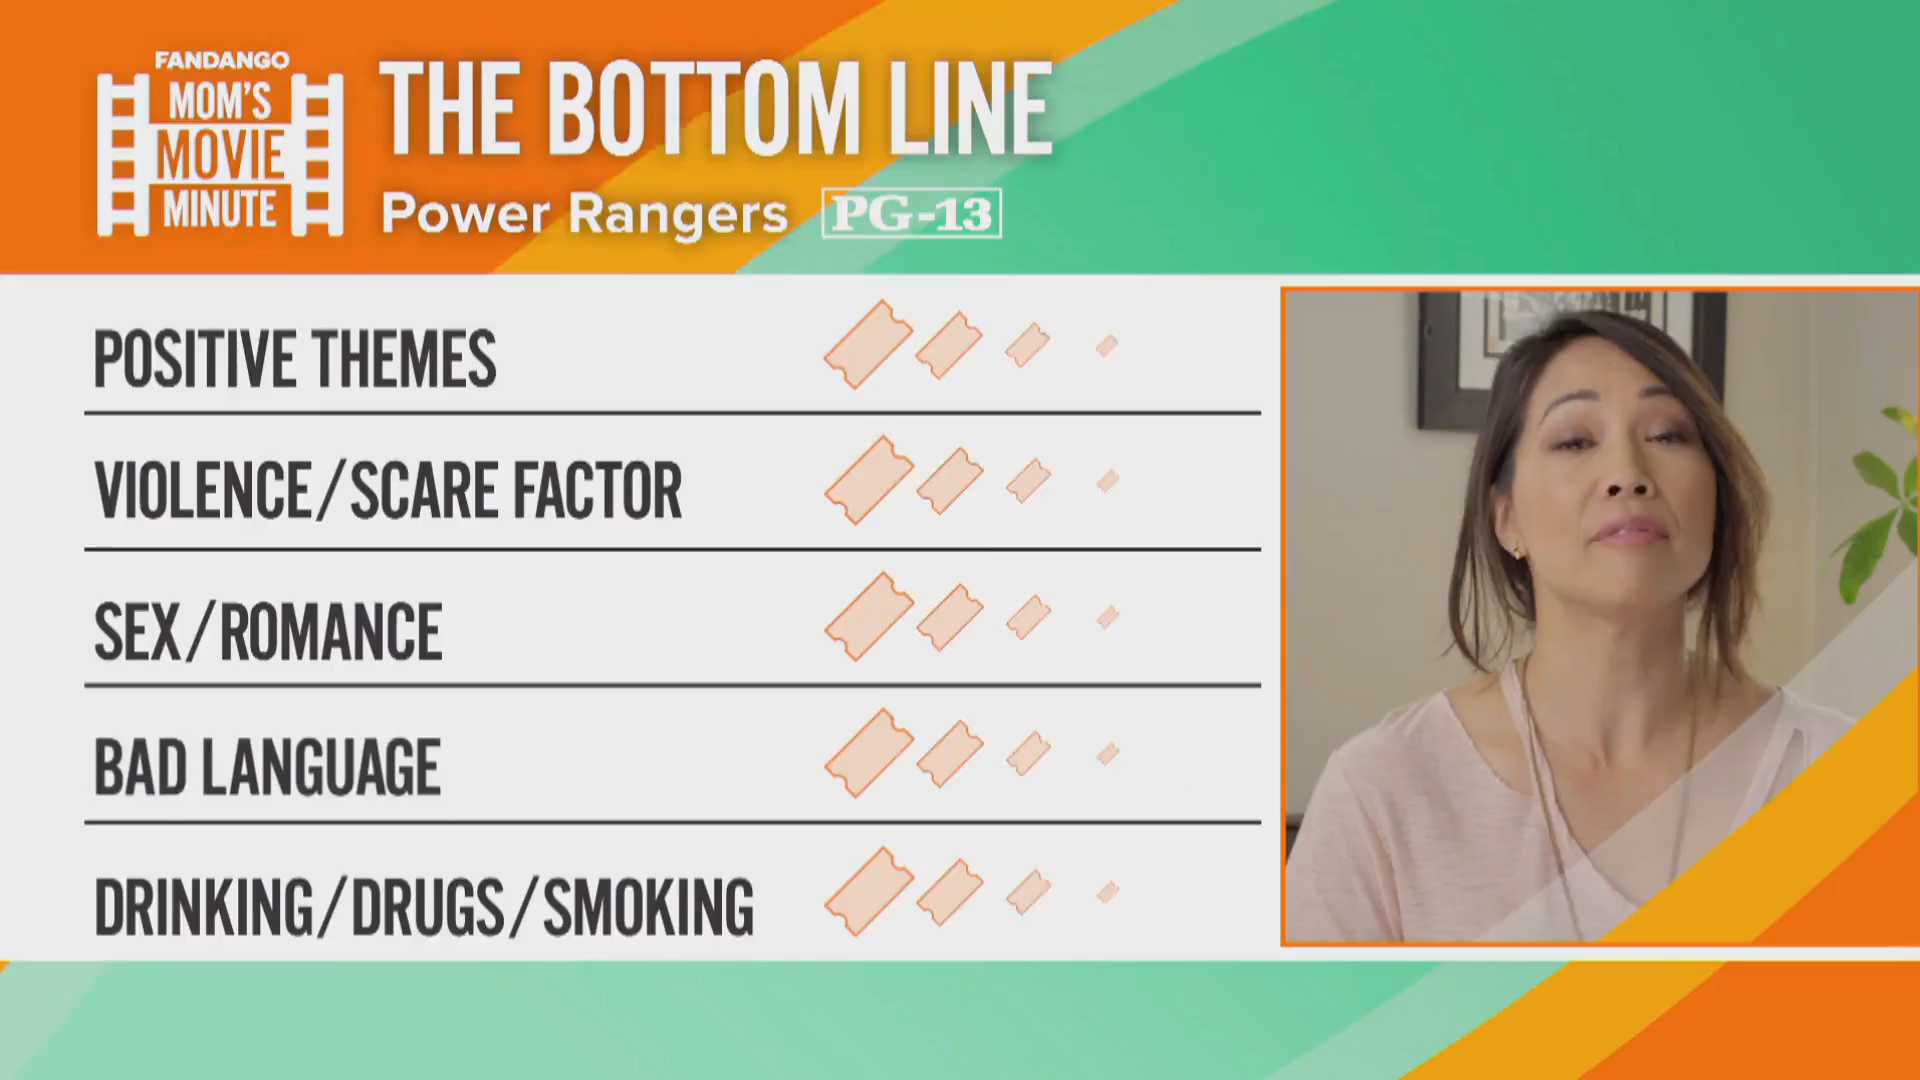 FANDANGO
MOM'S
MOVIE
MINUTE
THE BOTTOM LINE
Power Rangers PG-13
POSITIVE THEMES
VIOLENCE/SCARE FACTOR
SEX/ROMANCE
BAD LANGUAGE
DRINKING/DRUGS/SMOKING